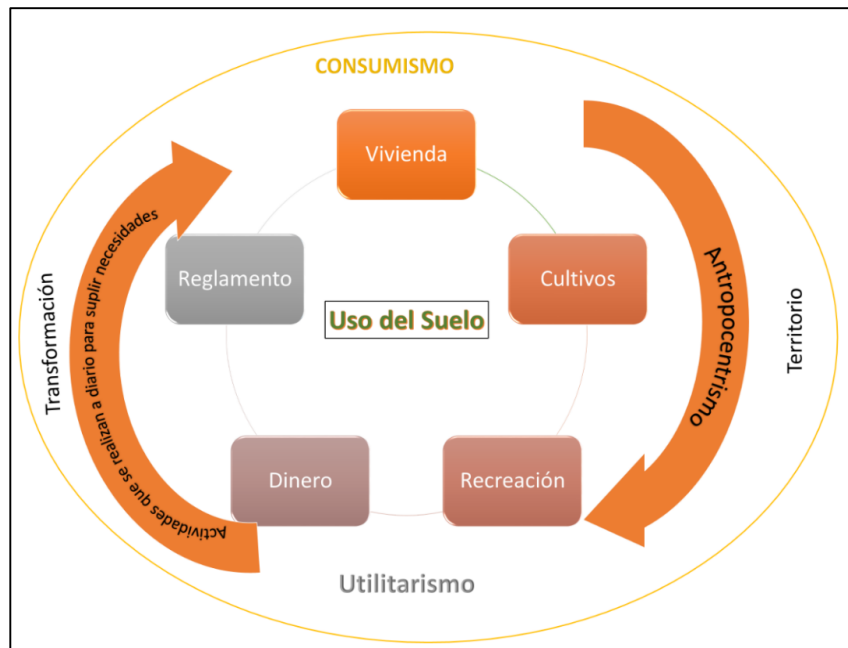 CONSUMISMO
Vivienda
Reglamento
Cultivos
Uso del Suelo
Dinero
Recreación
Utilitarismo
Transformación
Actividades que se realizan a diario para suplir necesidades
Antropocentrismo
Territorio